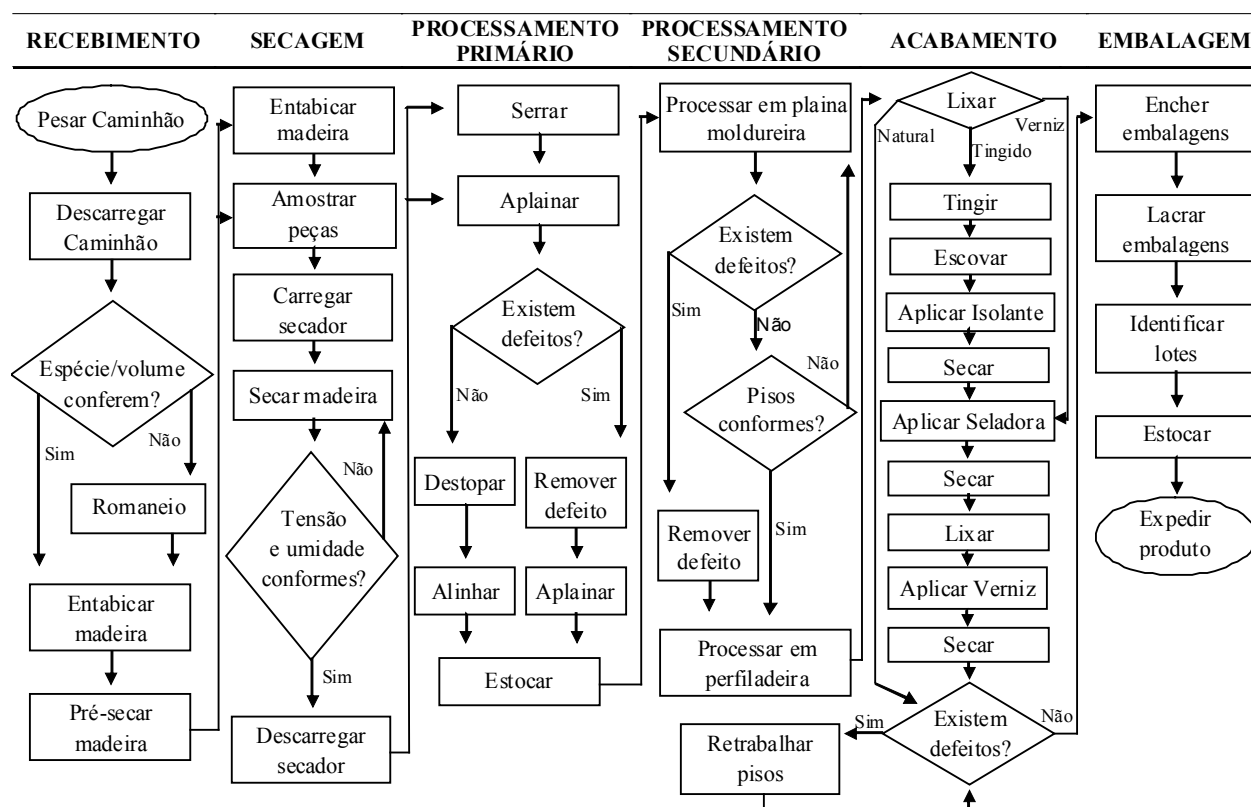 RECEBIMENTO
SECAGEM
PROCESSAMENTO
PRIMÁRIO
PROCESSAMENTO
SECUNDÁRIO
ACABAMENTO
EMBALAGEM
Pesar Caminhão
Descarregar
Caminhão
Espécie/volume
conferem?
Sim
Não
Romaneio
Entabicar
madeira
Pré-secar
madeira
Entabicar
madeira
Amostrar
peças
Carregar
secador
Secar madeira
Não
Tensão
e umidade
conformes?
Sim
Descarregar
secador
Serrar
Aplainar
Existem
defeitos?
Não
Sim
Destopar
Remover
defeito
Alinhar
Aplainar
Estocar
Processar em plaina
moldureira
Existem
defeitos?
Sim
Não
Pisos
conformes?
Não
Sim
Remover
defeito
Processar em
perfiladeira
Retrabalhar
pisos
Lixar
Natural
Verniz
Tingido
Tingir
Escovar
Aplicar Isolante
Secar
Aplicar Seladora
Secar
Lixar
Aplicar Verniz
Secar
Existem
defeitos?
Sim
Não
Encher
embalagens
Lacrar
embalagens
Identificar
lotes
Estocar
Expedir
produto